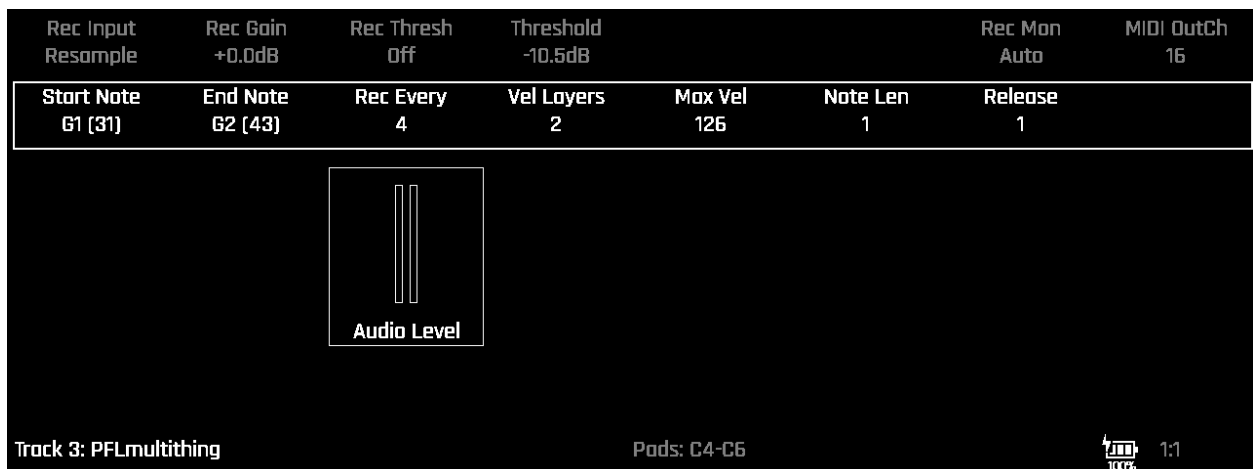 Rec Input Rec Gain Rec Thresh Threshold Rec Mon MIDI OutCh
Resample +0.0dB Off -10.5dB Auto 16
Start Note End Note Rec Every Vel Layers Max Vel Note Len Release
G1 (31) G2 (43) 4 2 126 1 1
Audio Level
Track 3: PFLmultithing Pads: C4-C6 1:1
100%